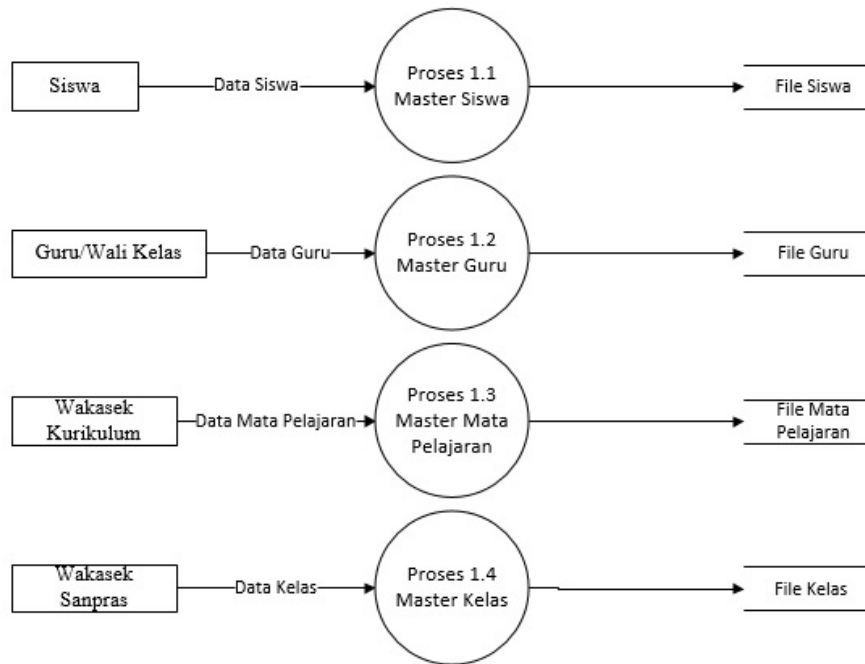 Siswa
Data Siswa
Proses 1.1
Master Siswa
File Siswa
Guru/Wali Kelas
Data Guru
Proses 1.2
Master Guru
File Guru
Wakasek
Kurikulum
Data Mata Pelajaran
Proses 1.3
Master Mata
Pelajaran
File Mata
Pelajaran
Wakasek
Sanpras
Data Kelas
Proses 1.4
Master Kelas
File Kelas